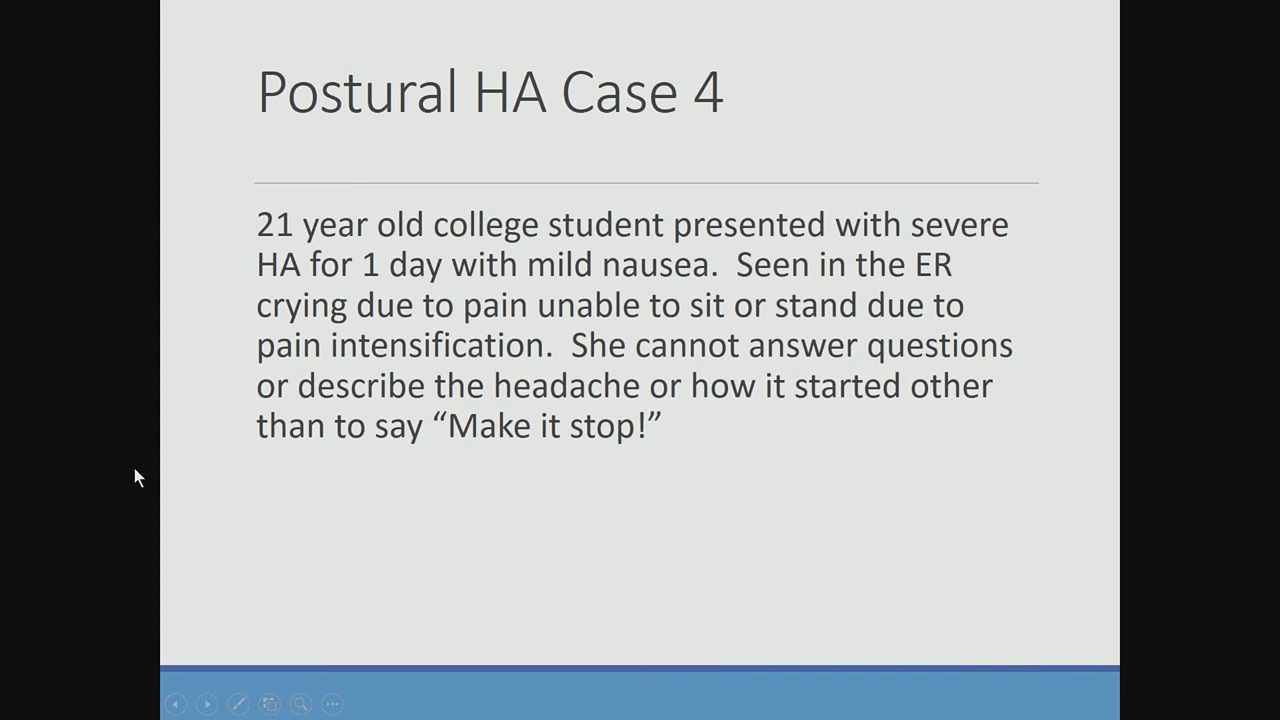 Postural HA Case 4
21 year old college student presented with severe
HA for 1 day with mild nausea.  Seen in the ER
crying due to pain unable to sit or stand due to
pain intensification.  She cannot answer questions
or describe the headache or how it started other
than to say “Make it stop!”